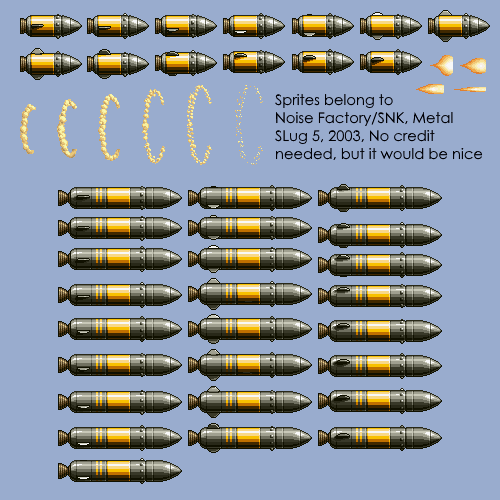 Sprites belong to
Noise Factory/SNK, Metal
SLug 5, 2003, No credit
needed, but it would be nice